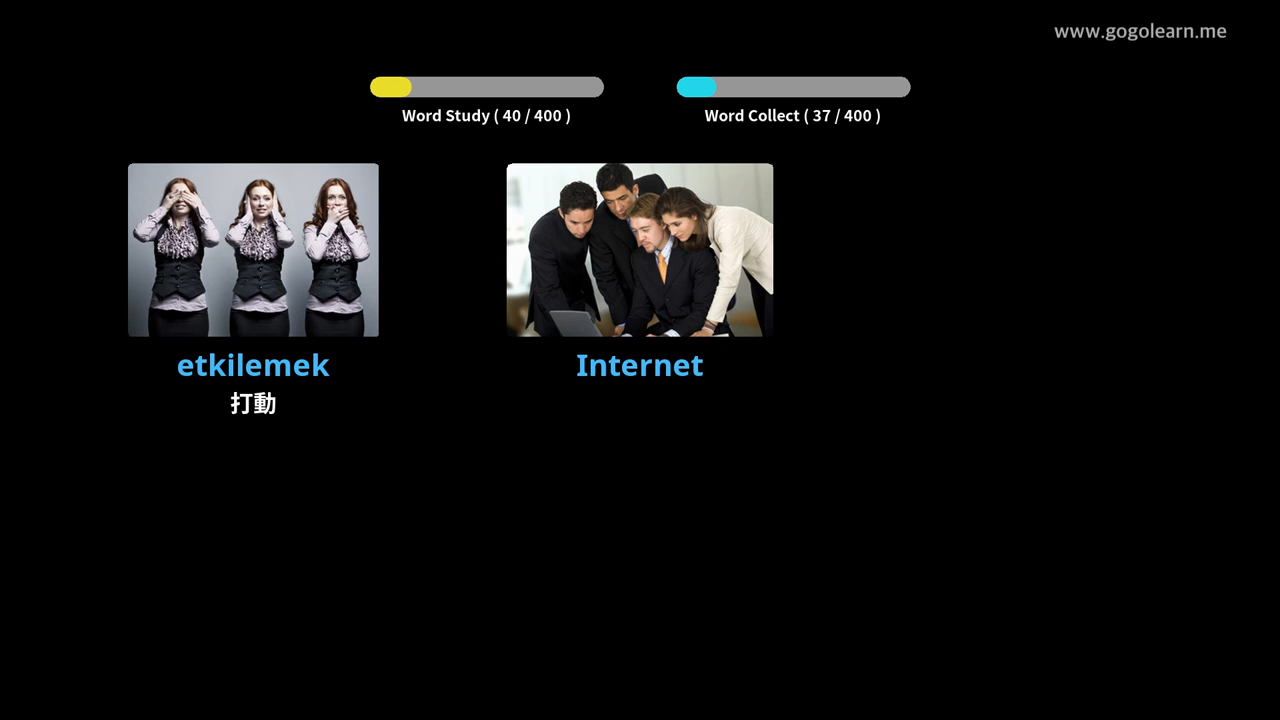 www.gogolearn.me
Word Study ( 40 / 400 )
Word Collect ( 37 / 400 )
etkilemek
打動
Internet